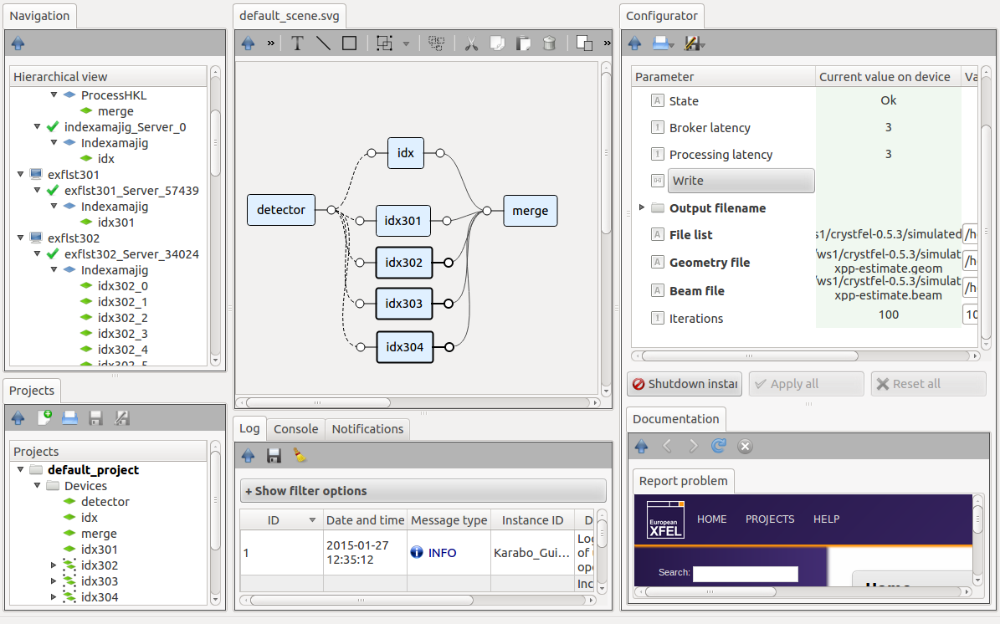 Navigation
Hierarchical view
ProcessHKL
merge
indexamajig_Server_0
Indexamajig
idx
exflst301
exflst301_Server_57439
Indexamajig
idx301
exflst302
exflst302_Server_34024
Indexamajig
idx302_0
idx302_1
idx302_2
idx302_3
idx302_4
idx302_5
Projects
Projects
default_project
Devices
detector
idx
merge
idx301
idx302
idx303
idx304
default_scene.svg
» T »
idx
detector
merge
idx301
idx302
idx303
idx304
Log Console Notifications
+ Show filter options
ID Date and time Message type Instance ID D
1 2015-01-27 12:35:12 INFO Karabo_Gui... Log
of
ope
Inc
Configurator
Parameter Current value on device Va
A State Ok
1 Broker latency 3
1 Processing latency 3
Write
Output filename
A File list s1/crystfel-0.5.3/simulated /h
A Geometry file /ws1/crystfel-0.5.3/simulat /h
xpp-estimate.geom
A Beam file /ws1/crystfel-0.5.3/simulat /h
xpp-estimate.beam
1 Iterations 100 10
Shutdown instar Apply all Reset all
Documentation
Report problem
European
XFEL
HOME PROJECTS HELP
Search:
Home